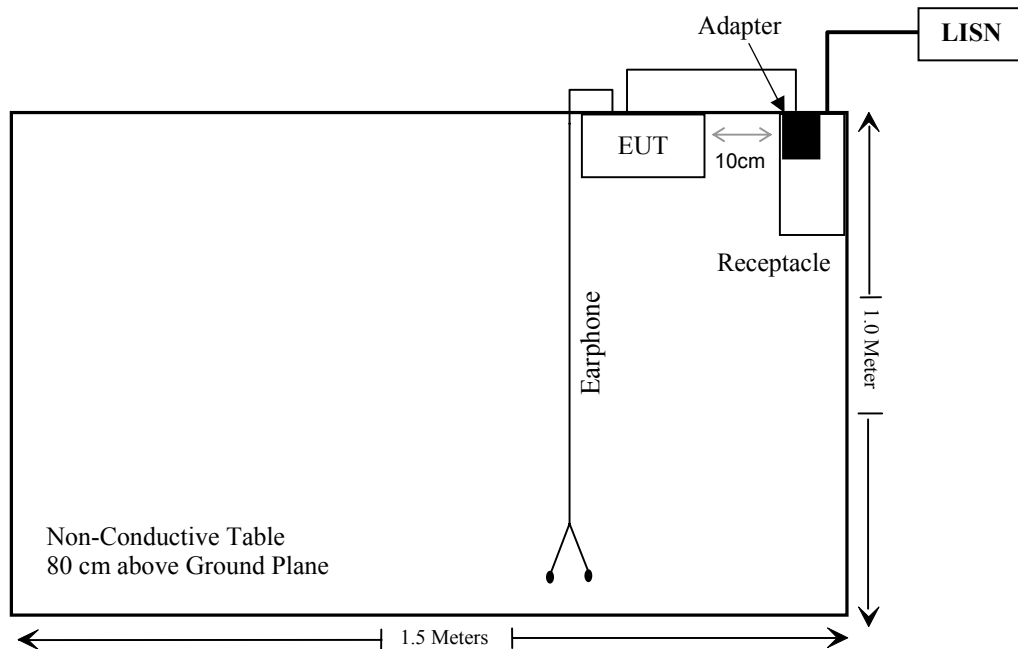 LISN
Adapter
EUT
10cm
Receptacle
Earphone
1.0 Meter
Non-Conductive Table
80 cm above Ground Plane
1.5 Meters